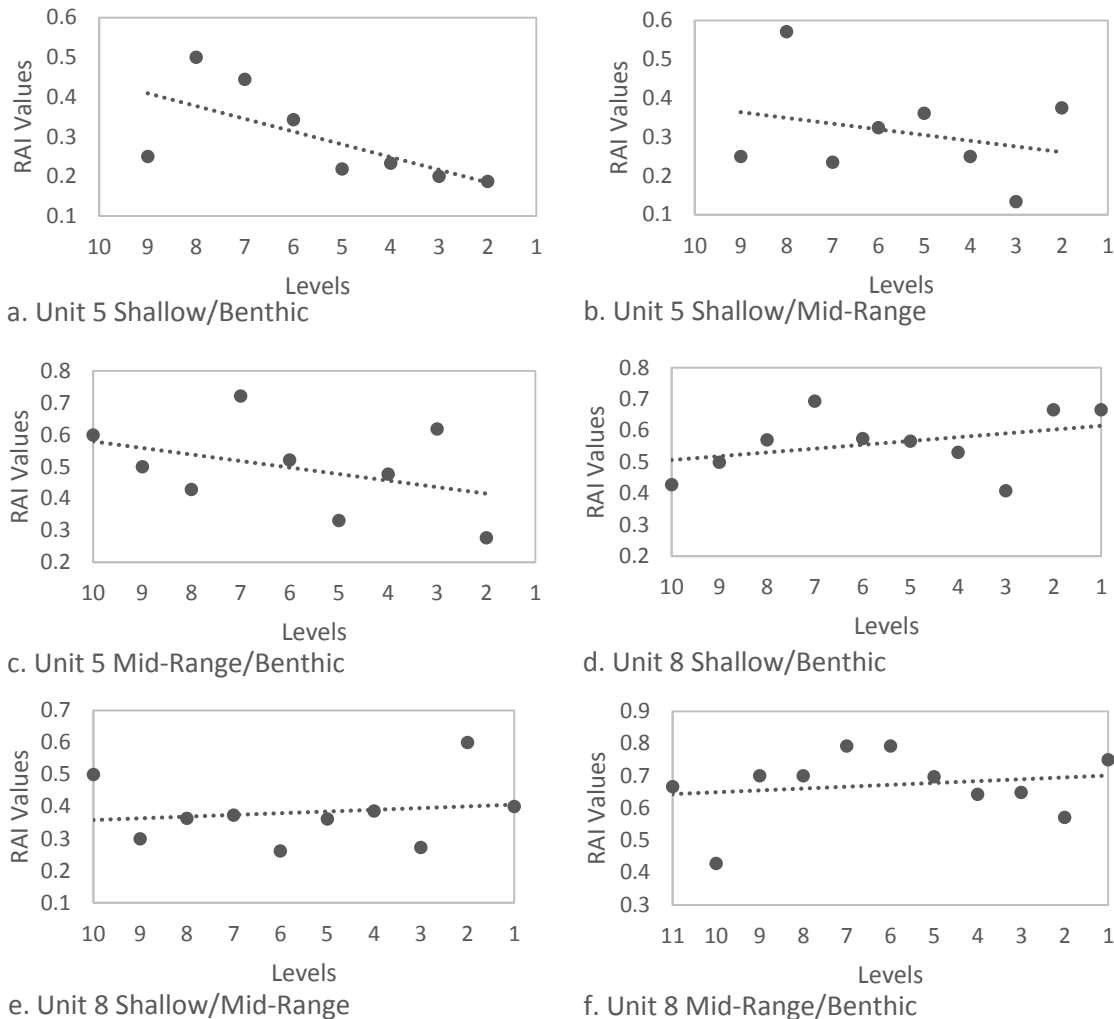 0.6
0.5
0.4
0.3
0.2
0.1
RAI Values
10 9 8 7 6 5 4 3 2 1
Levels
a. Unit 5 Shallow/Benthic
0.6
0.5
0.4
0.3
0.2
0.1
RAI Values
10 9 8 7 6 5 4 3 2 1
Levels
b. Unit 5 Shallow/Mid-Range
0.8
0.7
0.6
0.5
0.4
0.3
0.2
RAI Values
10 9 8 7 6 5 4 3 2 1
Levels
c. Unit 5 Mid-Range/Benthic
0.8
0.7
0.6
0.5
0.4
0.3
0.2
RAI Values
10 9 8 7 6 5 4 3 2 1
Levels
d. Unit 8 Shallow/Benthic
0.7
0.6
0.5
0.4
0.3
0.2
0.1
RAI Values
10 9 8 7 6 5 4 3 2 1
Levels
e. Unit 8 Shallow/Mid-Range
0.9
0.8
0.7
0.6
0.5
0.4
0.3
RAI Values
11 10 9 8 7 6 5 4 3 2 1
Levels
f. Unit 8 Mid-Range/Benthic